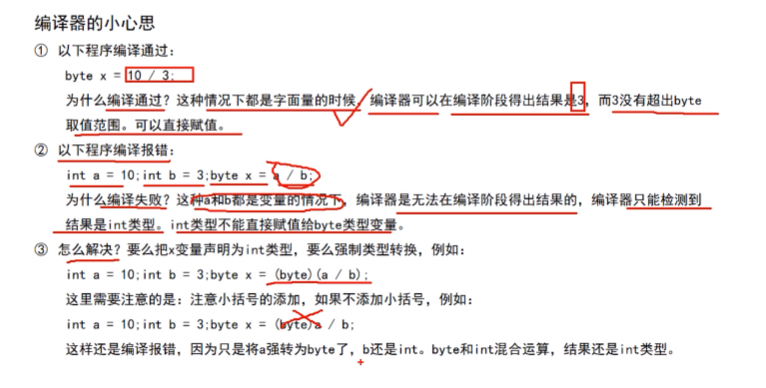 编译器的小心思
① 以下程序编译通过：
byte x = 10 / 3;
为什么编译通过？这种情况下都是字面量的时候，编译器可以在编译阶段得出结果是3，而3没有超出byte
取值范围。可以直接赋值。
② 以下程序编译报错：
int a = 10;int b = 3;byte x = a / b;
为什么编译失败？这种a和b都是变量的情况下，编译器是无法在编译阶段得出结果的，编译器只能检测到
结果是int类型。int类型不能直接赋值给byte类型变量。
③ 怎么解决？要么把x变量声明为int类型，要么强制类型转换，例如：
int a = 10;int b = 3;byte x = (byte)(a / b);
这里需要注意的是：注意小括号的添加，如果不添加小括号，例如：
int a = 10;int b = 3;byte x = (byte)a / b;
这样还是编译报错，因为只是将a强转为byte了，b还是int。byte和int混合运算，结果还是int类型。